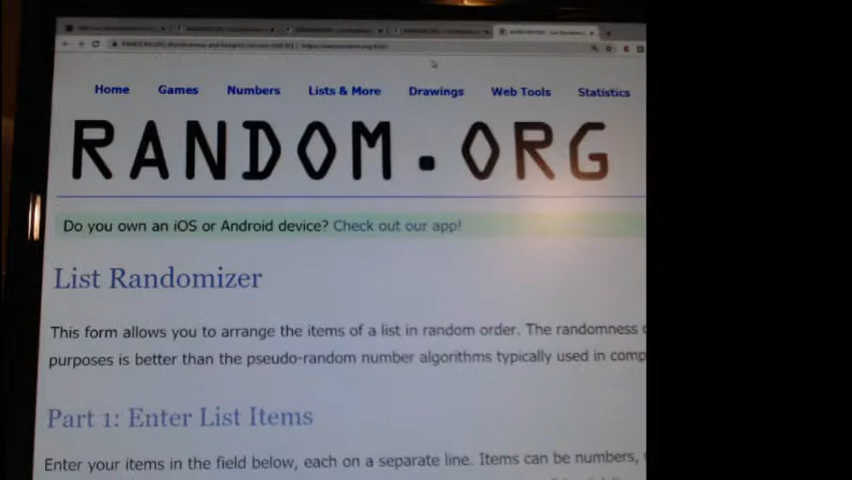 Home Games Numbers Lists & More Drawings Web Tools Statistics
RANDOM.ORG
Do you own an iOS or Android device? Check out our app!
List Randomizer
This form allows you to arrange the items of a list in random order. The randomness
purposes is better than the pseudo-random number algorithms typically used in comp
Part 1: Enter List Items
Enter your items in the field below, each on a separate line. Items can be numbers,